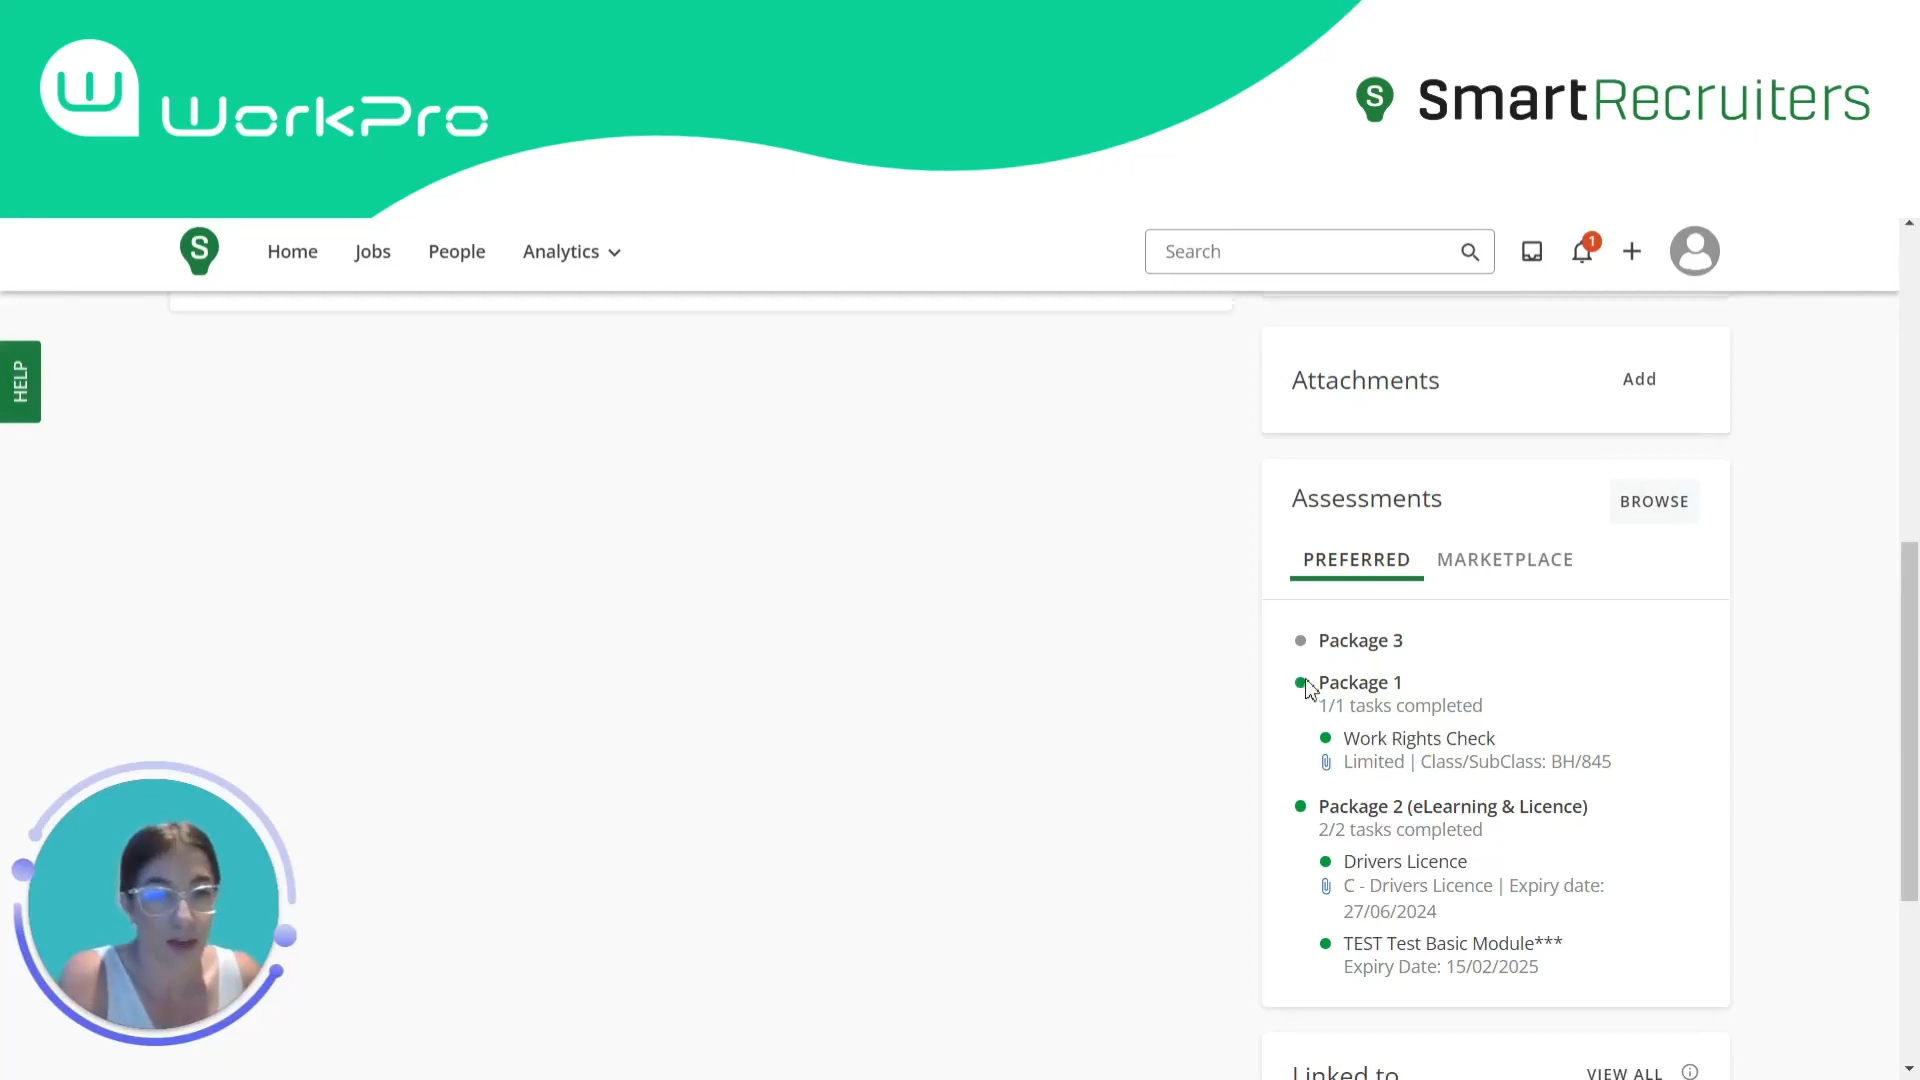 WorkPro
S SmartRecruiters
S Home Jobs People Analytics Search 1
HELP
Attachments Add
Assessments BROWSE
PREFERRED MARKETPLACE
Package 3
Package 1
1/1 tasks completed
Work Rights Check
Limited | Class/SubClass: BH/845
Package 2 (eLearning & Licence)
2/2 tasks completed
Drivers Licence
C - Drivers Licence | Expiry date:
27/06/2024
TEST Test Basic Module***
Expiry Date: 15/02/2025
Linked to VIEW ALL